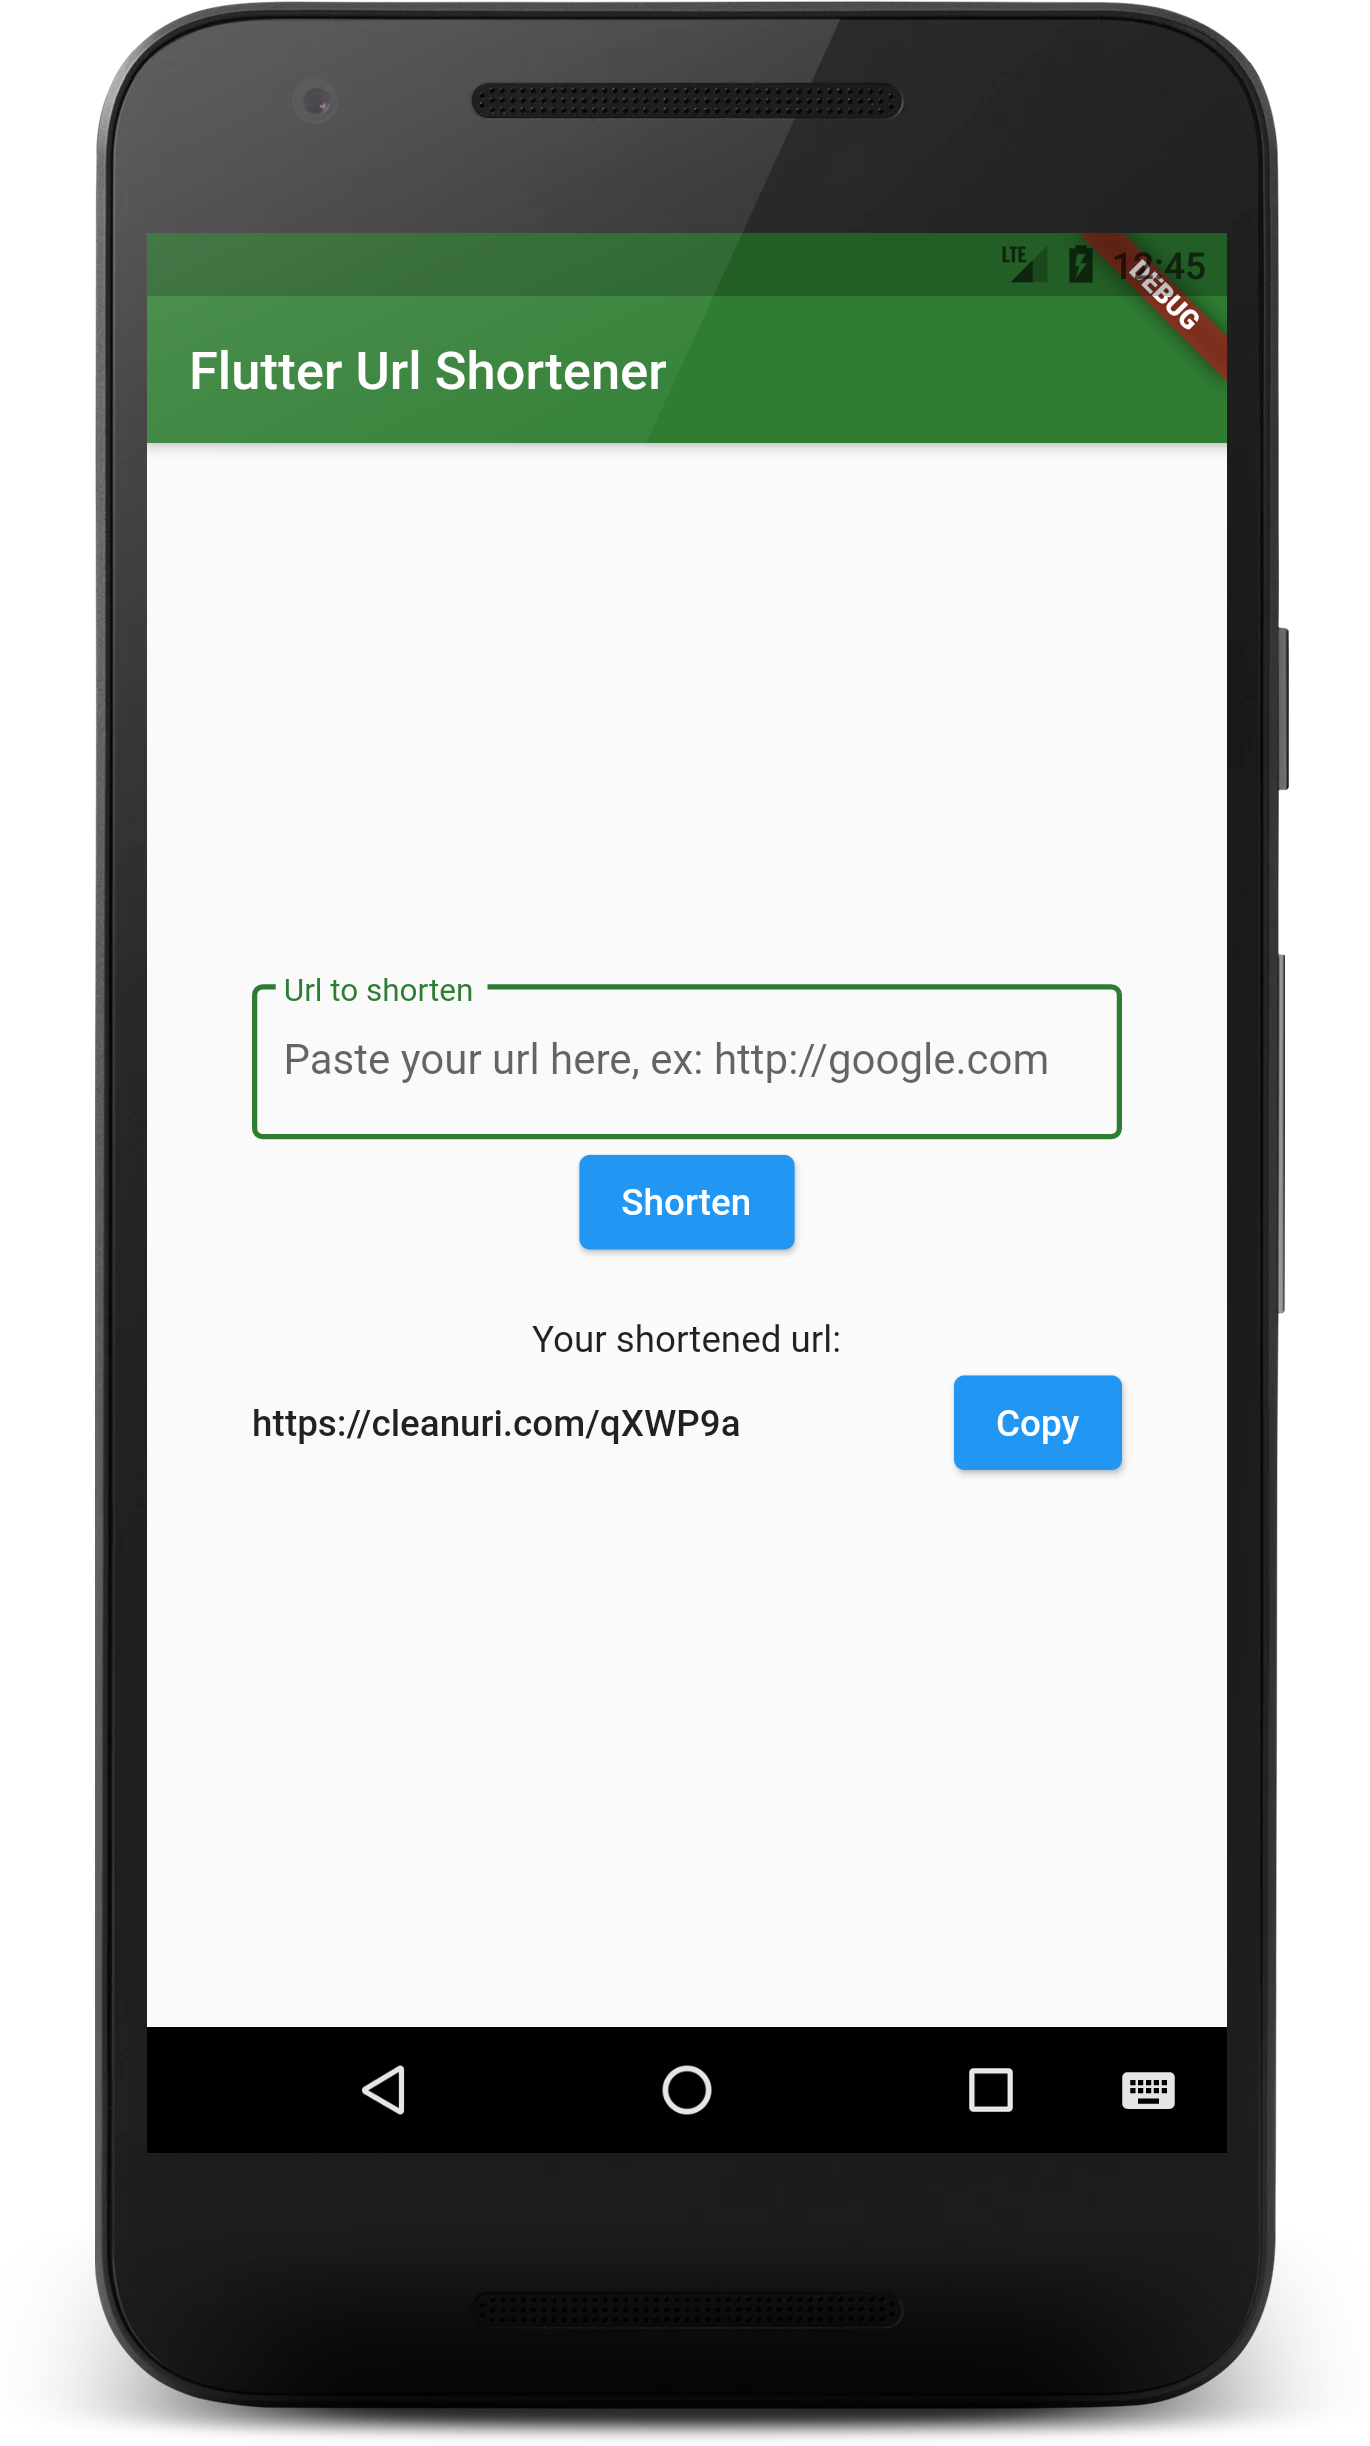 LTE 12:45
DEBUG
Flutter Url Shortener
Url to shorten
Paste your url here, ex: http://google.com
Shorten
Your shortened url:
https://cleanuri.com/qXWP9a
Copy